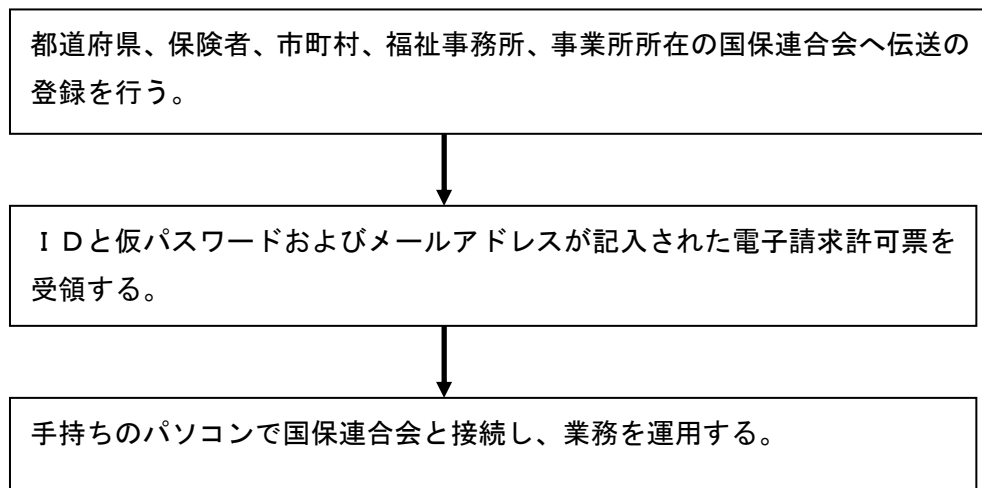 都道府県、保険者、市町村、福祉事務所、事業所所在の国保連合会へ伝送の
登録を行う。
ＩＤと仮パスワードおよびメールアドレスが記入された電子請求許可票を
受領する。
手持ちのパソコンで国保連合会と接続し、業務を運用する。